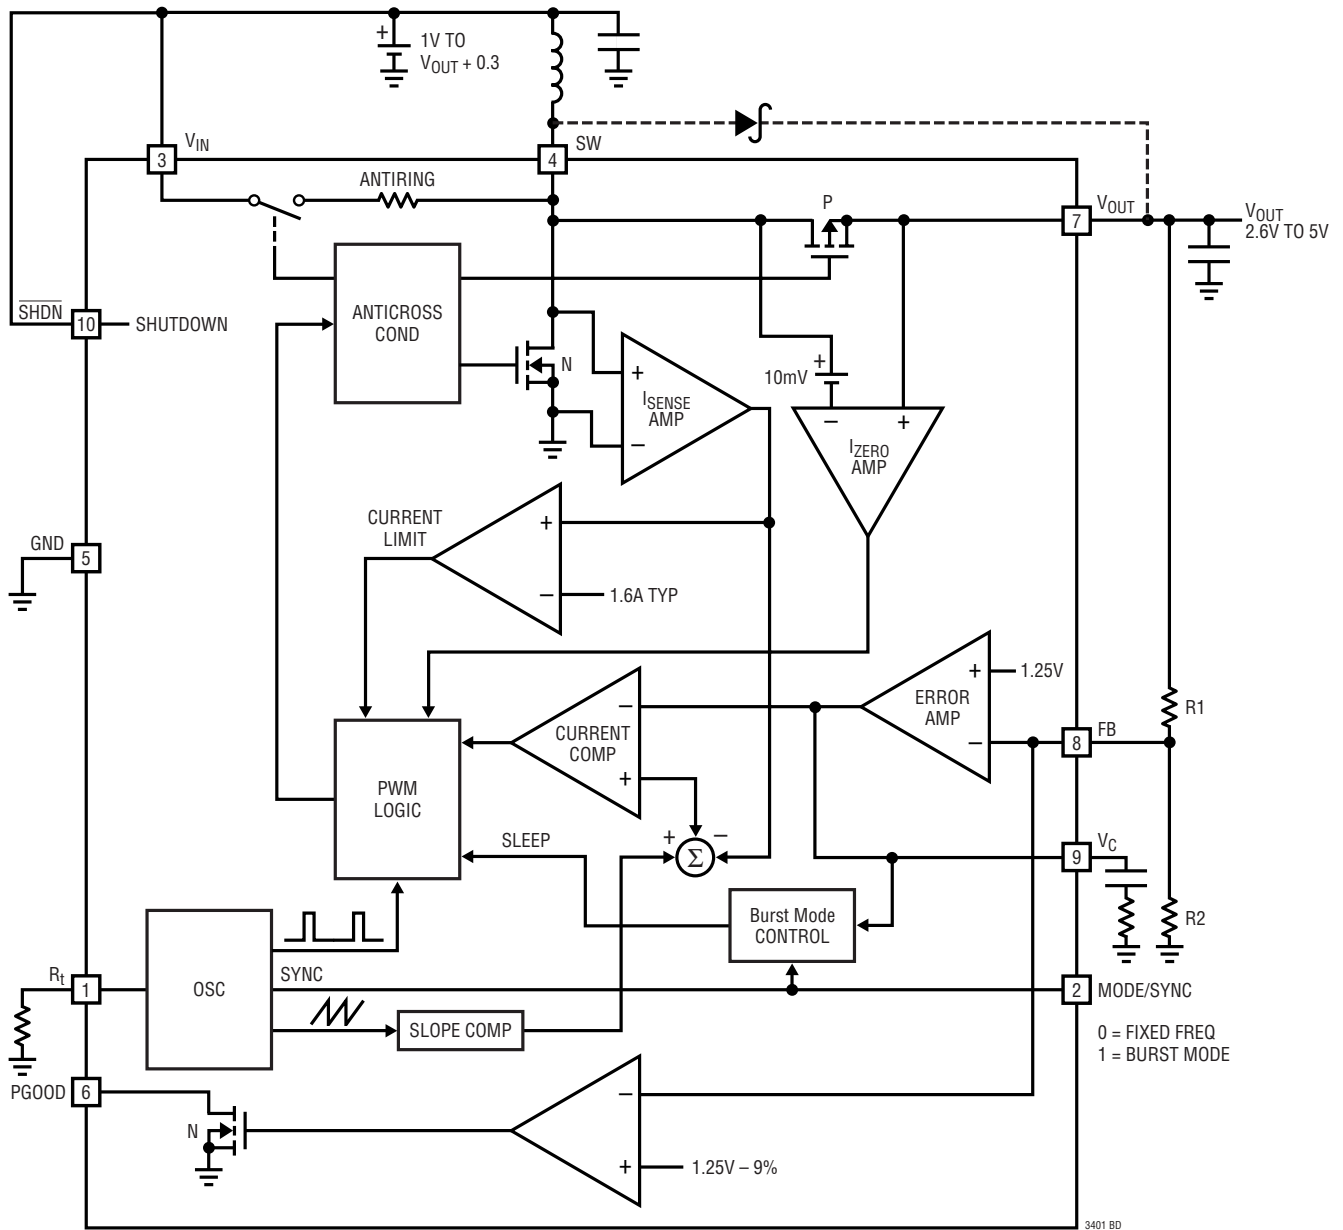 +
1V TO
VOUT + 0.3
VIN
3
4
SW
ANTIRING
P
7
VOUT
VOUT
2.6V TO 5V
SHDN
10
SHUTDOWN
ANTICROSS
COND
N
+
ISENSE
AMP
–
+
10mV
–
+
IZERO
AMP
CURRENT
LIMIT
+
–
1.6A TYP
GND
5
+
1.25V
ERROR
AMP
–
R1
FB
8
–
CURRENT
COMP
+
PWM
LOGIC
SLEEP
+
–
Σ
VC
9
Burst Mode
CONTROL
R2
OSC
SYNC
Rt
1
2
MODE/SYNC
SLOPE COMP
0 = FIXED FREQ
1 = BURST MODE
PGOOD
6
N
–
+
1.25V – 9%
3401 BD